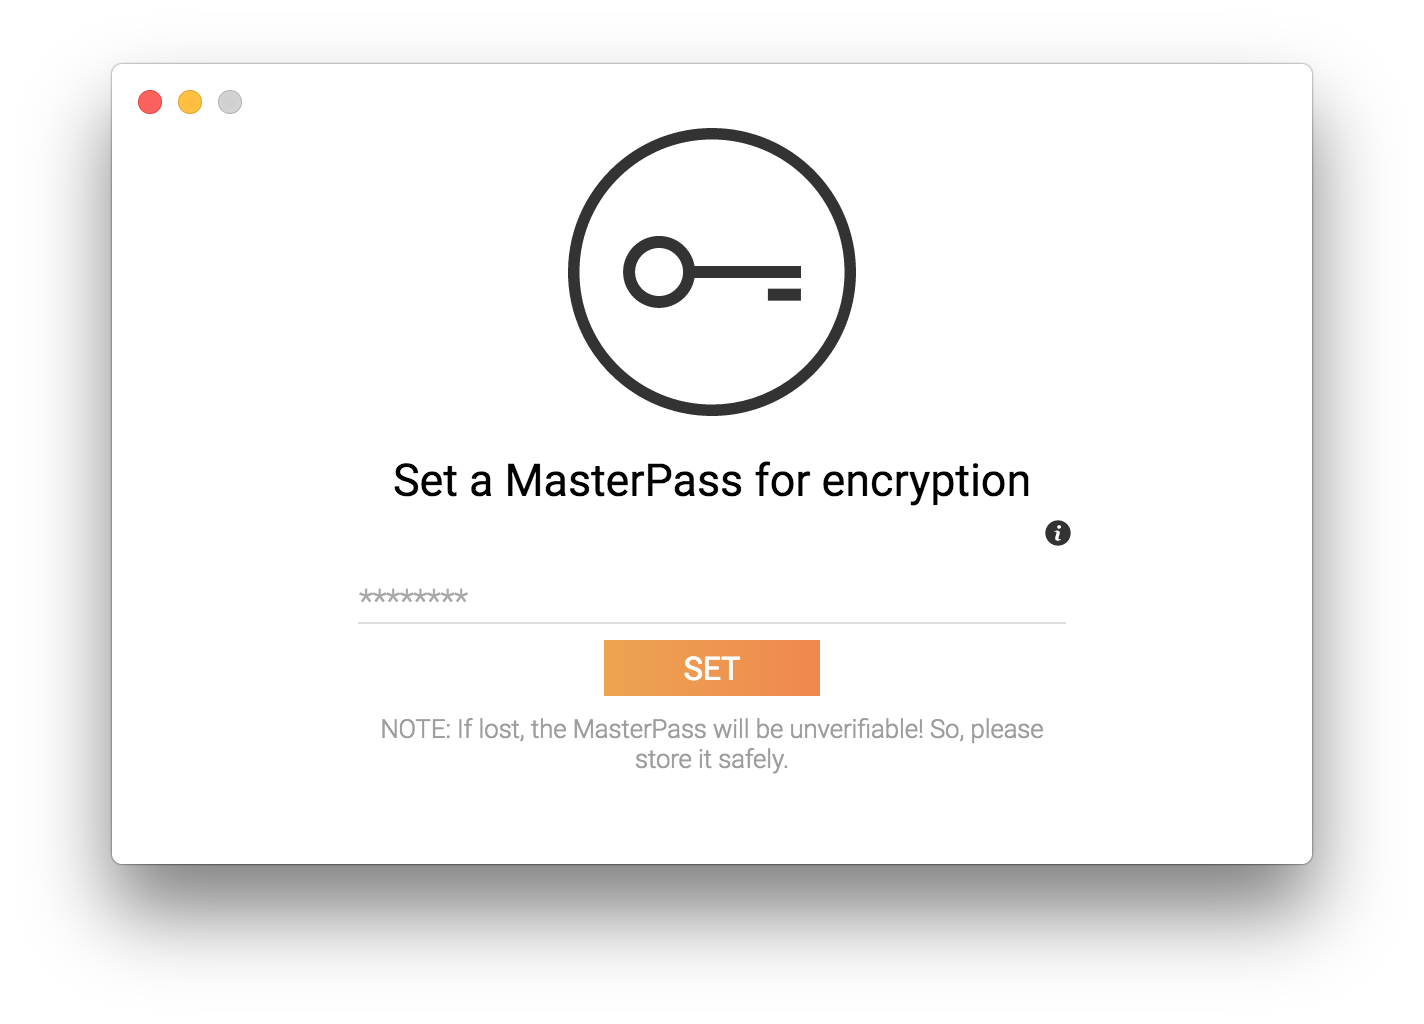 Set a MasterPass for encryption
i
********
SET
NOTE: If lost, the MasterPass will be unverifiable! So, please
store it safely.